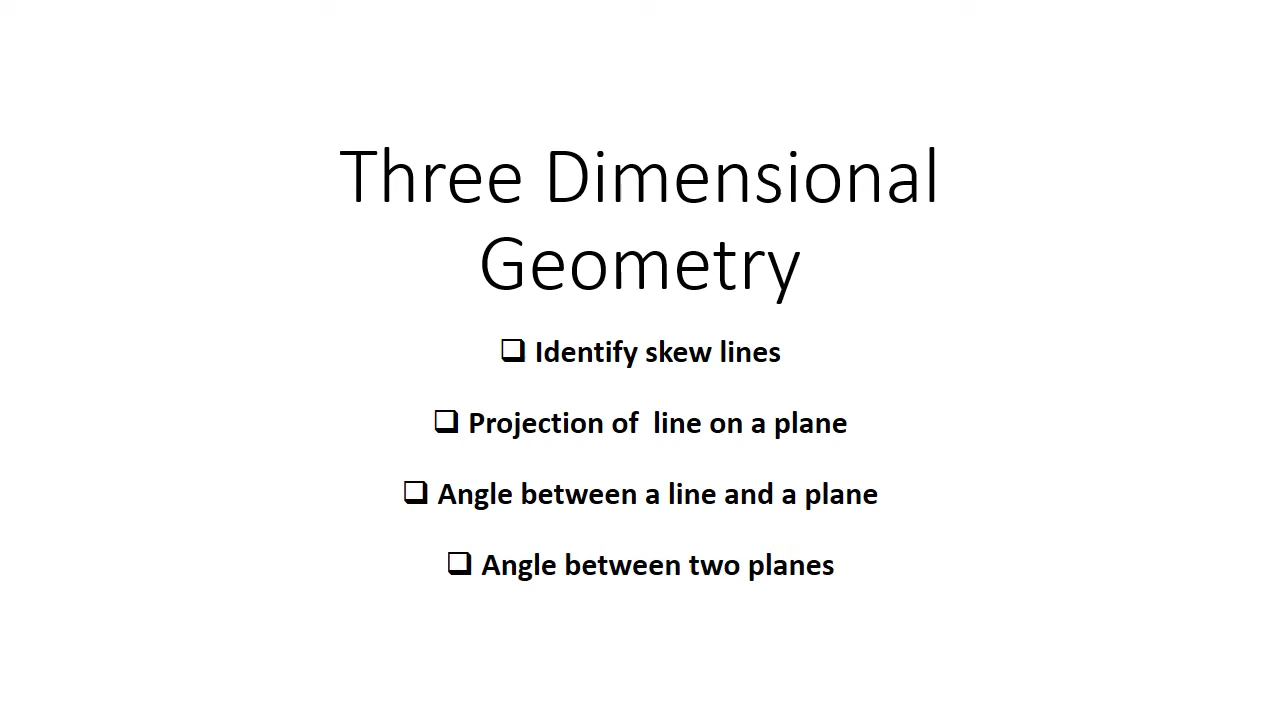 Three Dimensional
Geometry
❑ Identify skew lines
❑ Projection of  line on a plane
❑ Angle between a line and a plane
❑ Angle between two planes